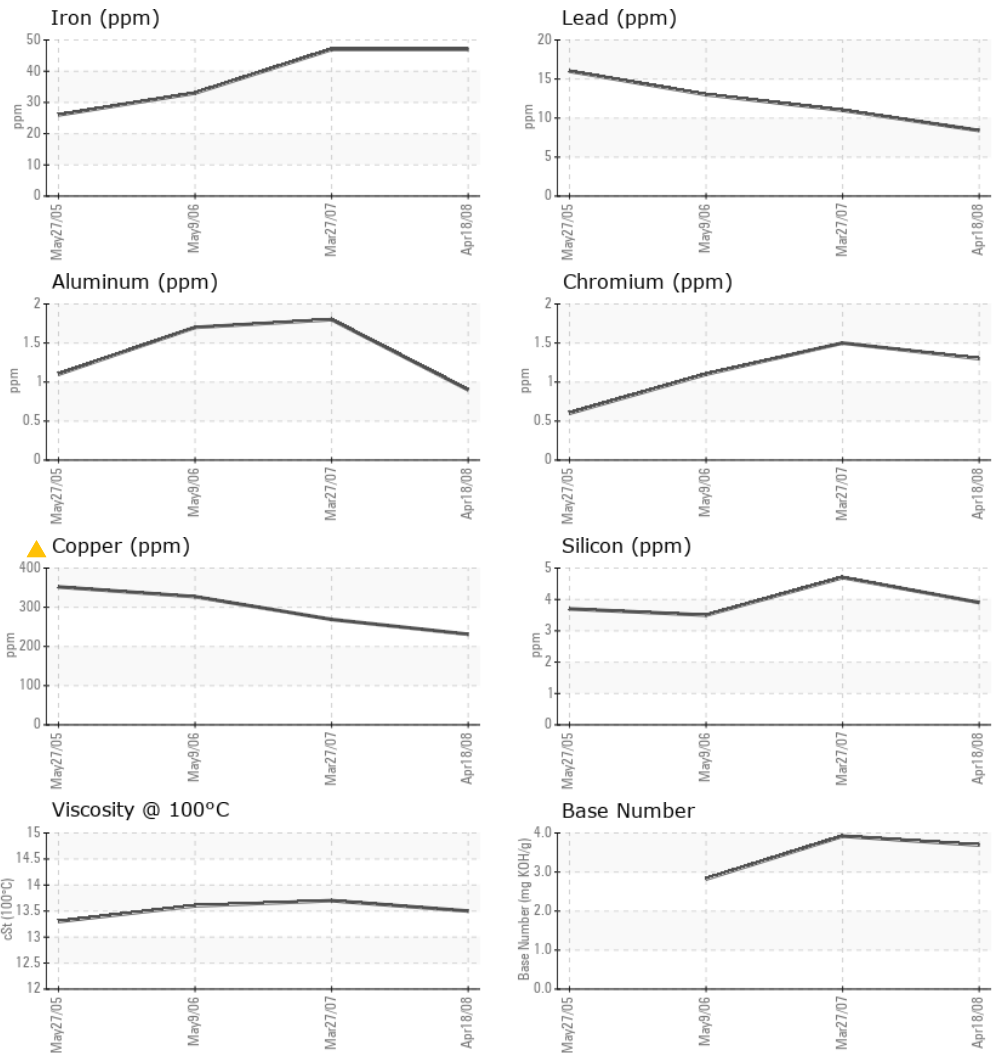 Iron (ppm)
50
40
30
20
10
0
ppm
May27/05
May9/06
Mar27/07
Apr18/08
Lead (ppm)
20
15
10
5
0
ppm
May27/05
May9/06
Mar27/07
Apr18/08
Aluminum (ppm)
2
1.5
1
0.5
0
ppm
May27/05
May9/06
Mar27/07
Apr18/08
Chromium (ppm)
2
1.5
1
0.5
0
ppm
May27/05
May9/06
Mar27/07
Apr18/08
Copper (ppm)
400
300
200
100
0
ppm
May27/05
May9/06
Mar27/07
Apr18/08
Silicon (ppm)
5
4
3
2
1
0
ppm
May27/05
May9/06
Mar27/07
Apr18/08
Viscosity @ 100°C
15
14.5
14
13.5
13
12.5
12
cSt (100°C)
May27/05
May9/06
Mar27/07
Apr18/08
Base Number
4.0
3.0
2.0
1.0
0.0
Base Number (mg KOH/g)
May27/05
May9/06
Mar27/07
Apr18/08